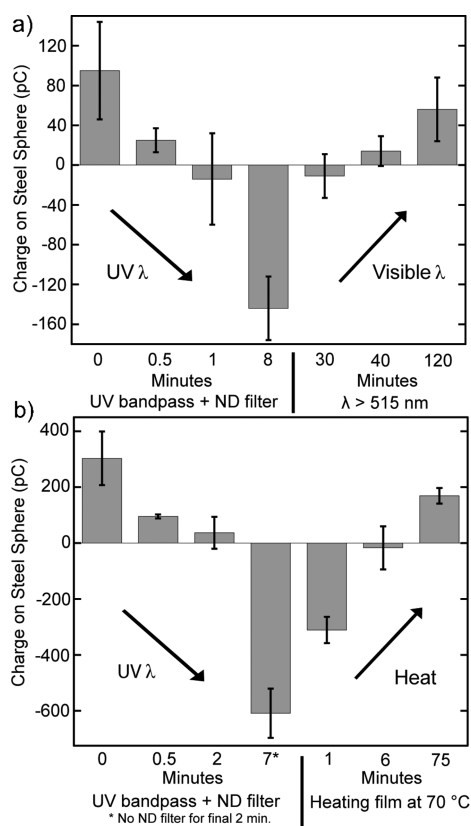 a)
Charge on Steel Sphere (pC)
120
80
40
0
-40
-80
-120
-160
UV λ
Visible λ
0 0.5 1 8 30 40 120
Minutes Minutes
UV bandpass + ND filter λ > 515 nm
b)
Charge on Steel Sphere (pC)
400
200
0
-200
-400
-600
UV λ
Heat
0 0.5 2 7* 1 6 75
Minutes Minutes
UV bandpass + ND filter Heating film at 70 °C
* No ND filter for final 2 min.